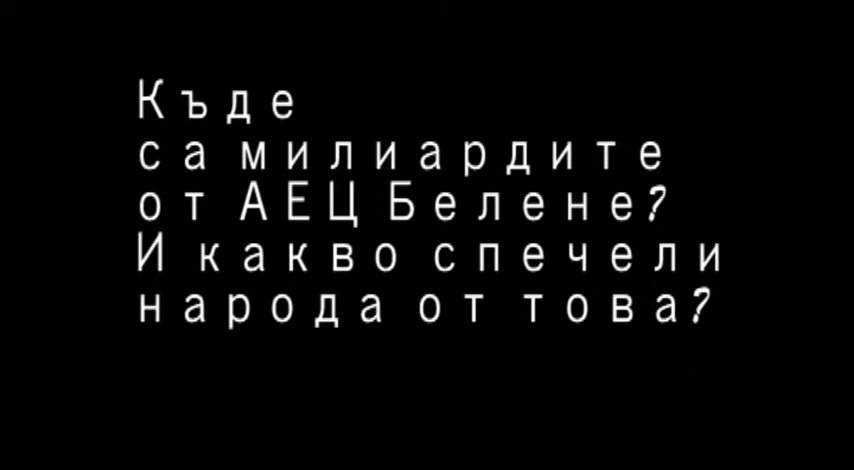 Къде
са милиардите
от АЕЦ Белене?
И какво спечели
народа от това?